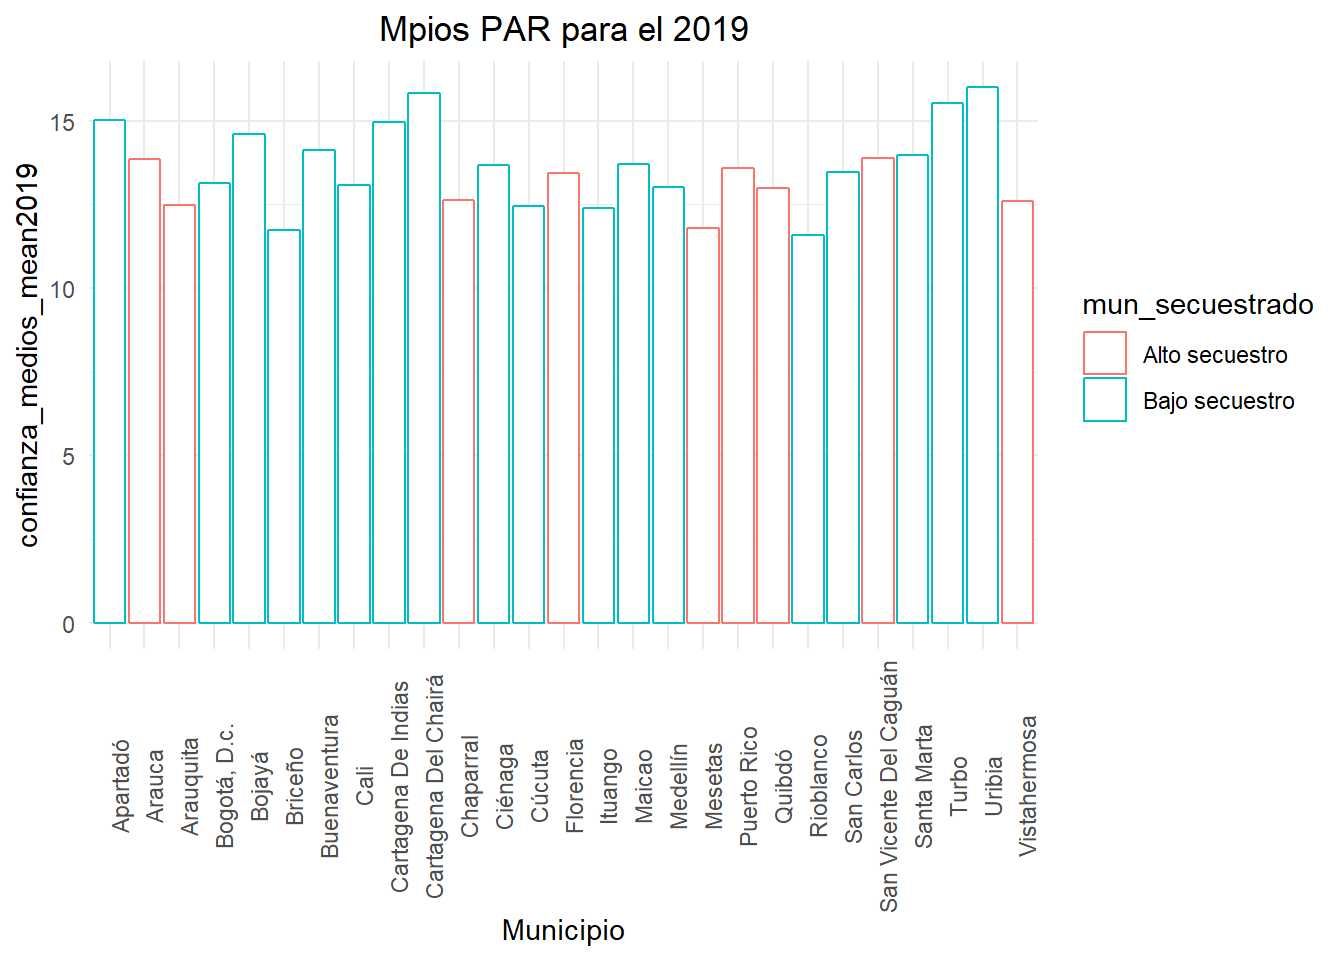 Mpios PAR para el 2019
confianza_medios_mean2019
15
10
5
0
Apartadó
Arauca
Arauquita
Bogotá, D.c.
Bojayá
Briceño
Buenaventura
Cali
Cartagena De Indias
Cartagena Del Chairá
Chaparral
Ciénaga
Cúcuta
Florencia
Ituango
Maicao
Medellín
Mesetas
Puerto Rico
Quibdó
Rioblanco
San Carlos
San Vicente Del Caguán
Santa Marta
Turbo
Uribia
Vistahermosa
Municipio
mun_secuestrado
Alto secuestro
Bajo secuestro